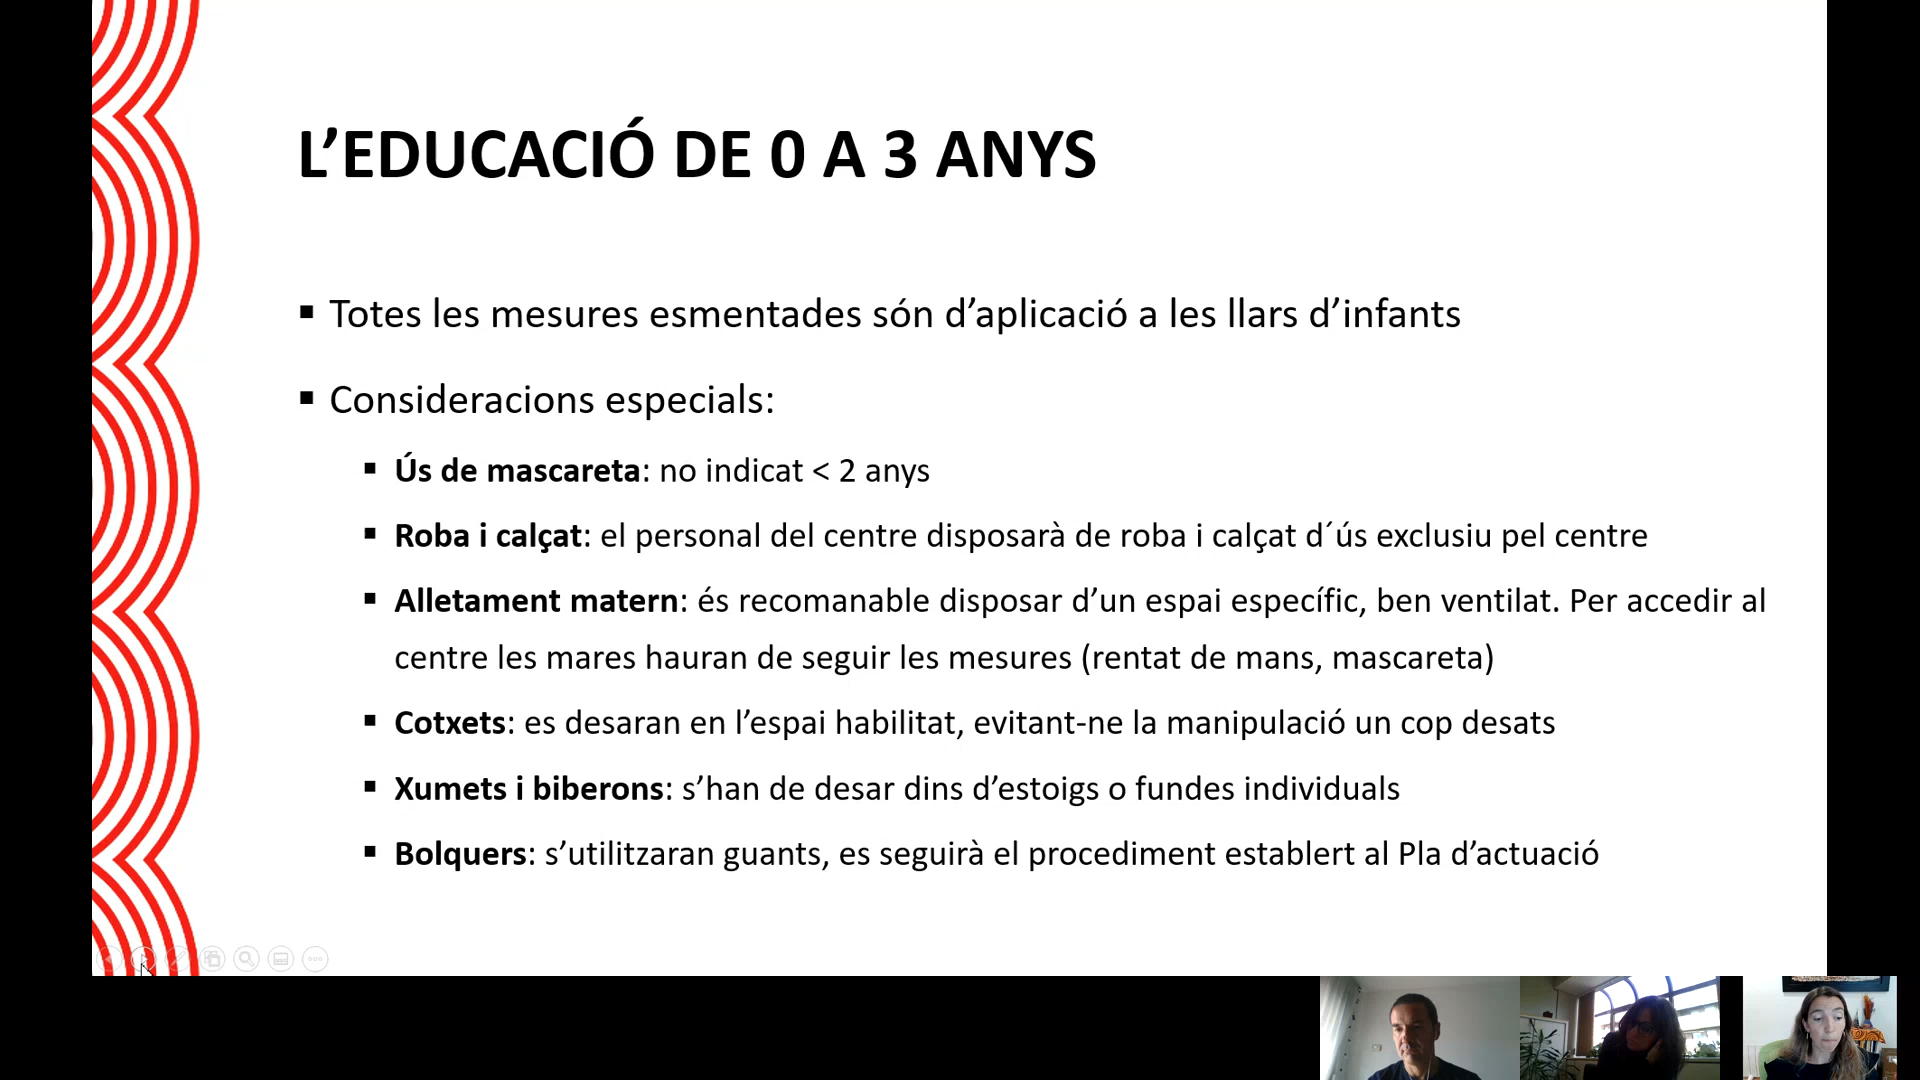 L’EDUCACIÓ DE 0 A 3 ANYS
▪ Totes les mesures esmentades són d’aplicació a les llars d’infants
▪ Consideracions especials:
▪ Ús de mascareta: no indicat < 2 anys
▪ Roba i calçat: el personal del centre disposarà de roba i calçat d´ús exclusiu pel centre
▪ Alletament matern: és recomanable disposar d’un espai específic, ben ventilat. Per accedir al
centre les mares hauran de seguir les mesures (rentat de mans, mascareta)
▪ Cotxets: es desaran en l’espai habilitat, evitant-ne la manipulació un cop desats
▪ Xumets i biberons: s’han de desar dins d’estoigs o fundes individuals
▪ Bolquers: s’utilitzaran guants, es seguirà el procediment establert al Pla d’actuació